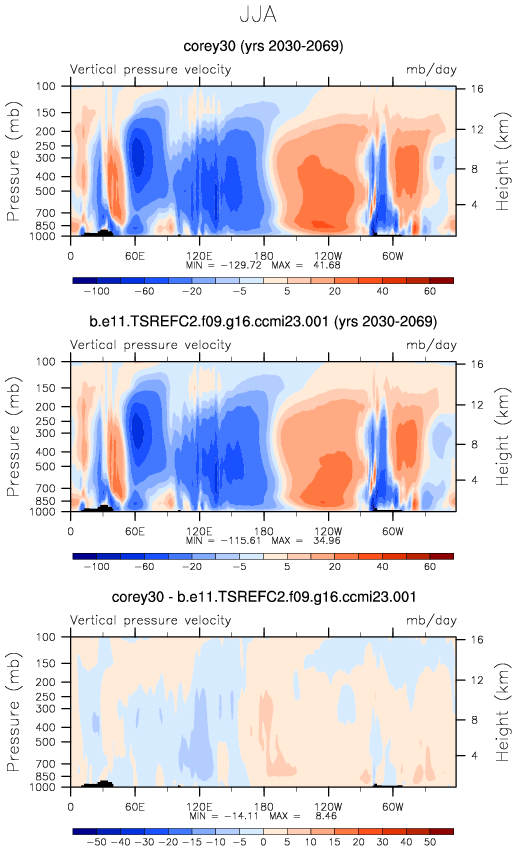 JJA
corey30 (yrs 2030-2069)
Vertical pressure velocity mb/day
100 16
150
200 12
250
300 8
400
500
700 4
850
1000
Pressure (mb)
Height (km)
0 60E 120E 180 120W 60W
MIN = -129.72 MAX = 41.68
-100 -20 -5 5 20 40 60
b.e11.TSREFC2.f09.g16.ccmi23.001 (yrs 2030-2069)
Vertical pressure velocity mb/day
100 16
150
200 12
250
300 8
400
500 4
700
850
1000
Pressure (mb)
Height (km)
0 60E 120E 180 120W 60W
MIN = -115.61 MAX = 34.96
-100 -20 -5 5 20 40 60
corey30 - b.e11.TSREFC2.f09.g16.ccmi23.001
Vertical pressure velocity mb/day
100 16
150
200 12
250
300 8
400
500
700 4
850
1000
Pressure (mb)
Height (km)
0 60E 120E 180 120W 60W
MIN = -14.11 MAX = 8.46
-50 -40 -30 -20 -15 -10 -5 0 5 10 15 20 30 40 50